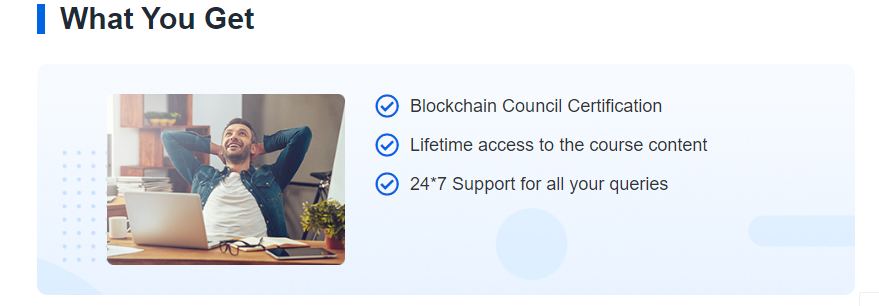 What You Get
Blockchain Council Certification
Lifetime access to the course content
24*7 Support for all your queries